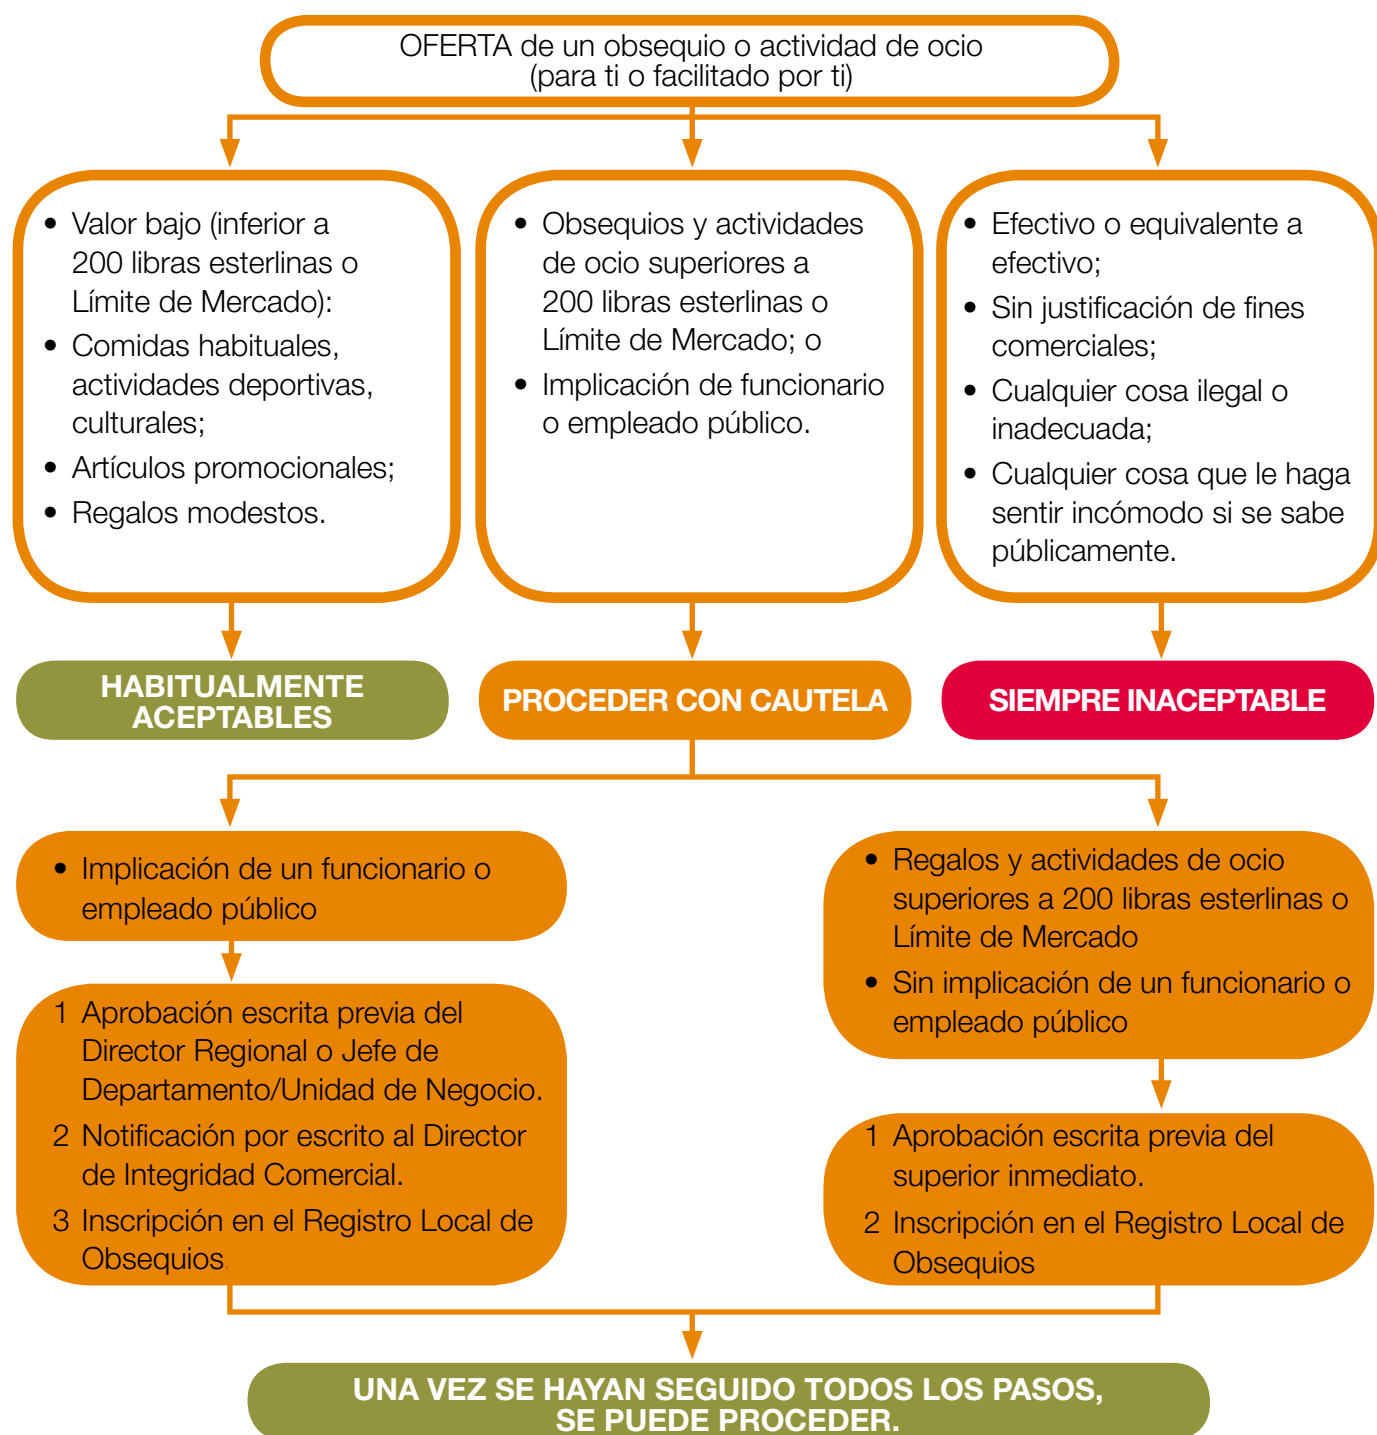 OFERTA de un obsequio o actividad de ocio
(para ti o facilitado por ti)
• Valor bajo (inferior a
200 libras esterlinas o
Límite de Mercado):
• Comidas habituales,
actividades deportivas,
culturales;
• Artículos promocionales;
• Regalos modestos.
• Obsequios y actividades
de ocio superiores a
200 libras esterlinas o
Límite de Mercado; o
• Implicación de funcionario
o empleado público.
• Efectivo o equivalente a
efectivo;
• Sin justificación de fines
comerciales;
• Cualquier cosa ilegal o
inadecuada;
• Cualquier cosa que le haga
sentir incómodo si se sabe
públicamente.
HABITUALMENTE
ACEPTABLES
PROCEDER CON CAUTELA
SIEMPRE INACEPTABLE
• Implicación de un funcionario o
empleado público
1 Aprobación escrita previa del
Director Regional o Jefe de
Departamento/Unidad de Negocio.
2 Notificación por escrito al Director
de Integridad Comercial.
3 Inscripción en el Registro Local de
Obsequios.
• Regalos y actividades de ocio
superiores a 200 libras esterlinas o
Límite de Mercado
• Sin implicación de un funcionario o
empleado público
1 Aprobación escrita previa del
superior inmediato.
2 Inscripción en el Registro Local de
Obsequios
UNA VEZ SE HAYAN SEGUIDO TODOS LOS PASOS,
SE PUEDE PROCEDER.